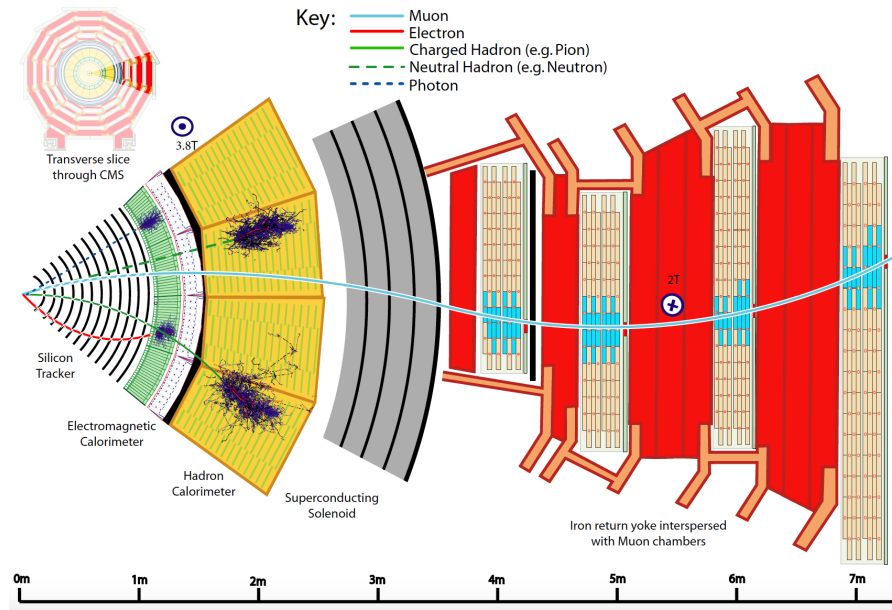 Key:
Muon
Electron
Charged Hadron (e.g. Pion)
Neutral Hadron (e.g. Neutron)
Photon
Transverse slice
through CMS
3.8T
2T
Silicon
Tracker
Electromagnetic
Calorimeter
Hadron
Calorimeter
Superconducting
Solenoid
Iron return yoke interspersed
with Muon chambers
0m 1m 2m 3m 4m 5m 6m 7m